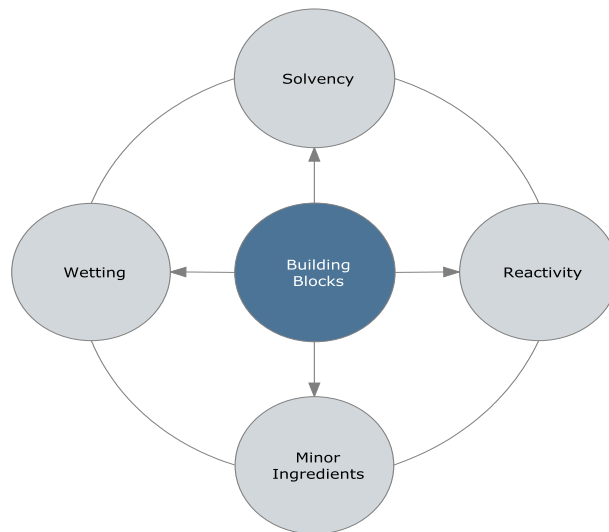 Solvency
Wetting
Building
Blocks
Reactivity
Minor
Ingredients